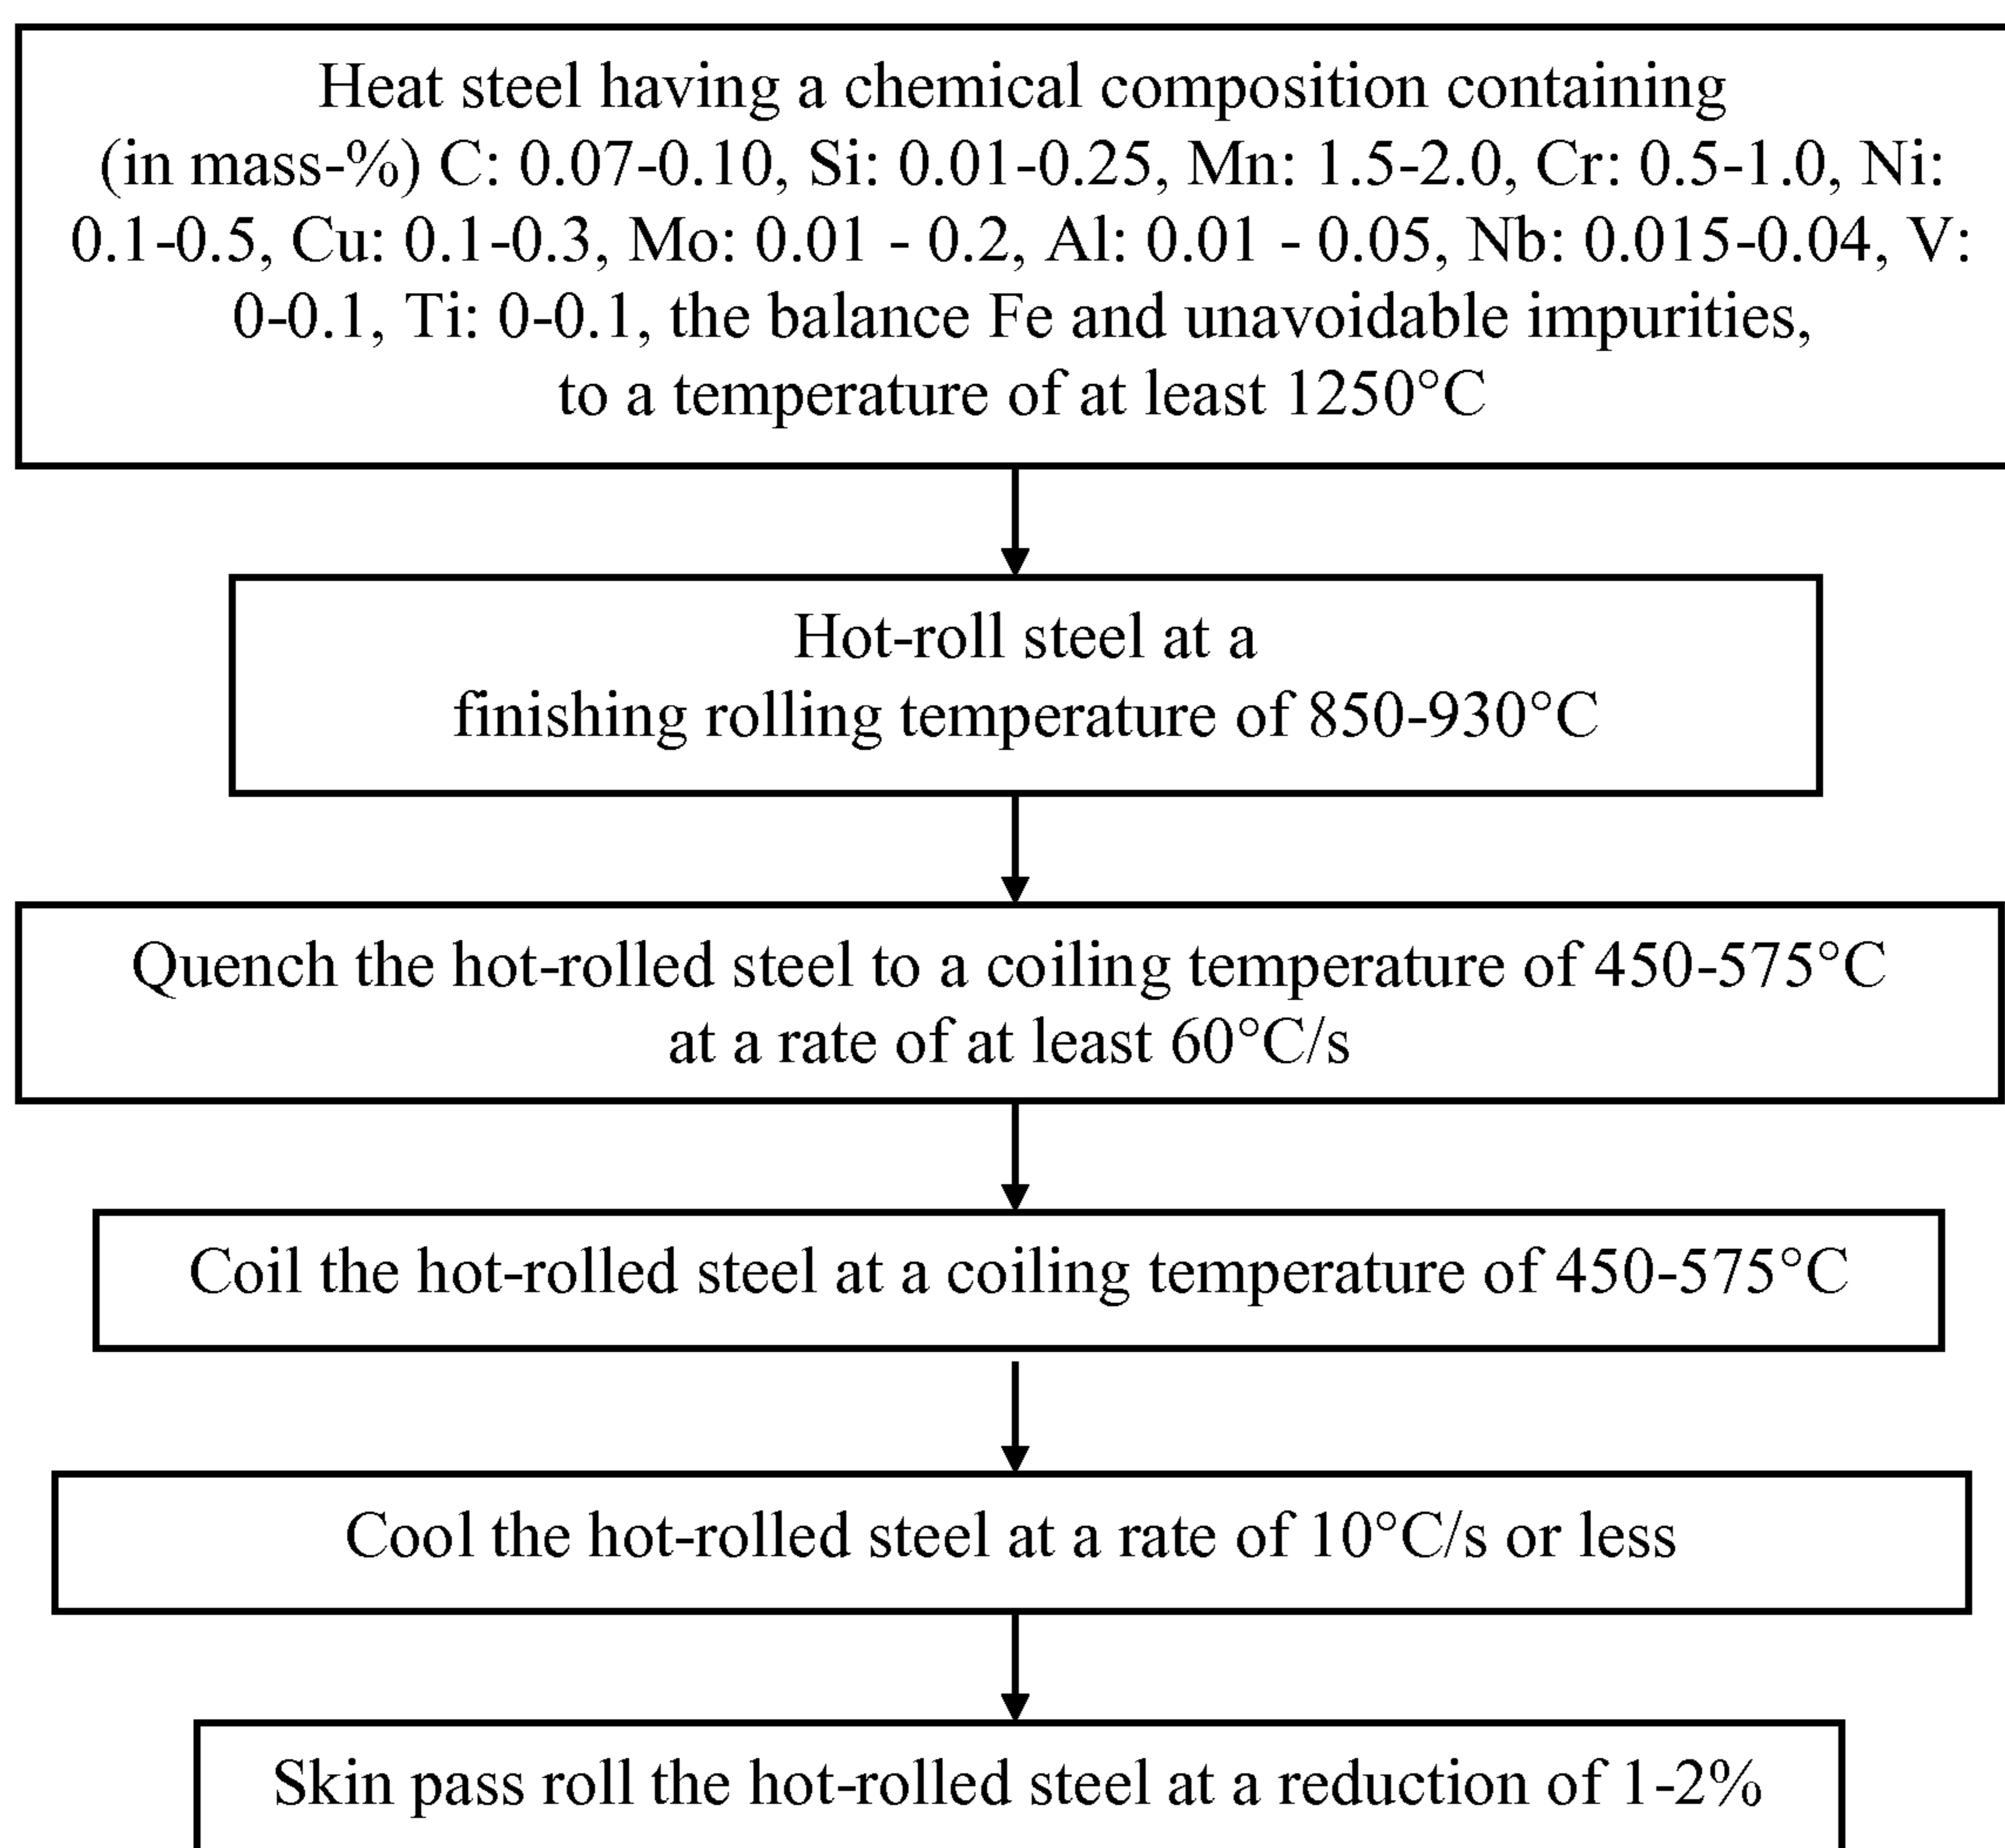 Heat steel having a chemical composition containing
(in mass-%) C: 0.07-0.10, Si: 0.01-0.25, Mn: 1.5-2.0, Cr: 0.5-1.0, Ni:
0.1-0.5, Cu: 0.1-0.3, Mo: 0.01 - 0.2, Al: 0.01 - 0.05, Nb: 0.015-0.04, V:
0-0.1, Ti: 0-0.1, the balance Fe and unavoidable impurities,
to a temperature of at least 1250°C
Hot-roll steel at a
finishing rolling temperature of 850-930°C
Quench the hot-rolled steel to a coiling temperature of 450-575°C
at a rate of at least 60°C/s
Coil the hot-rolled steel at a coiling temperature of 450-575°C
Cool the hot-rolled steel at a rate of 10°C/s or less
Skin pass roll the hot-rolled steel at a reduction of 1-2%